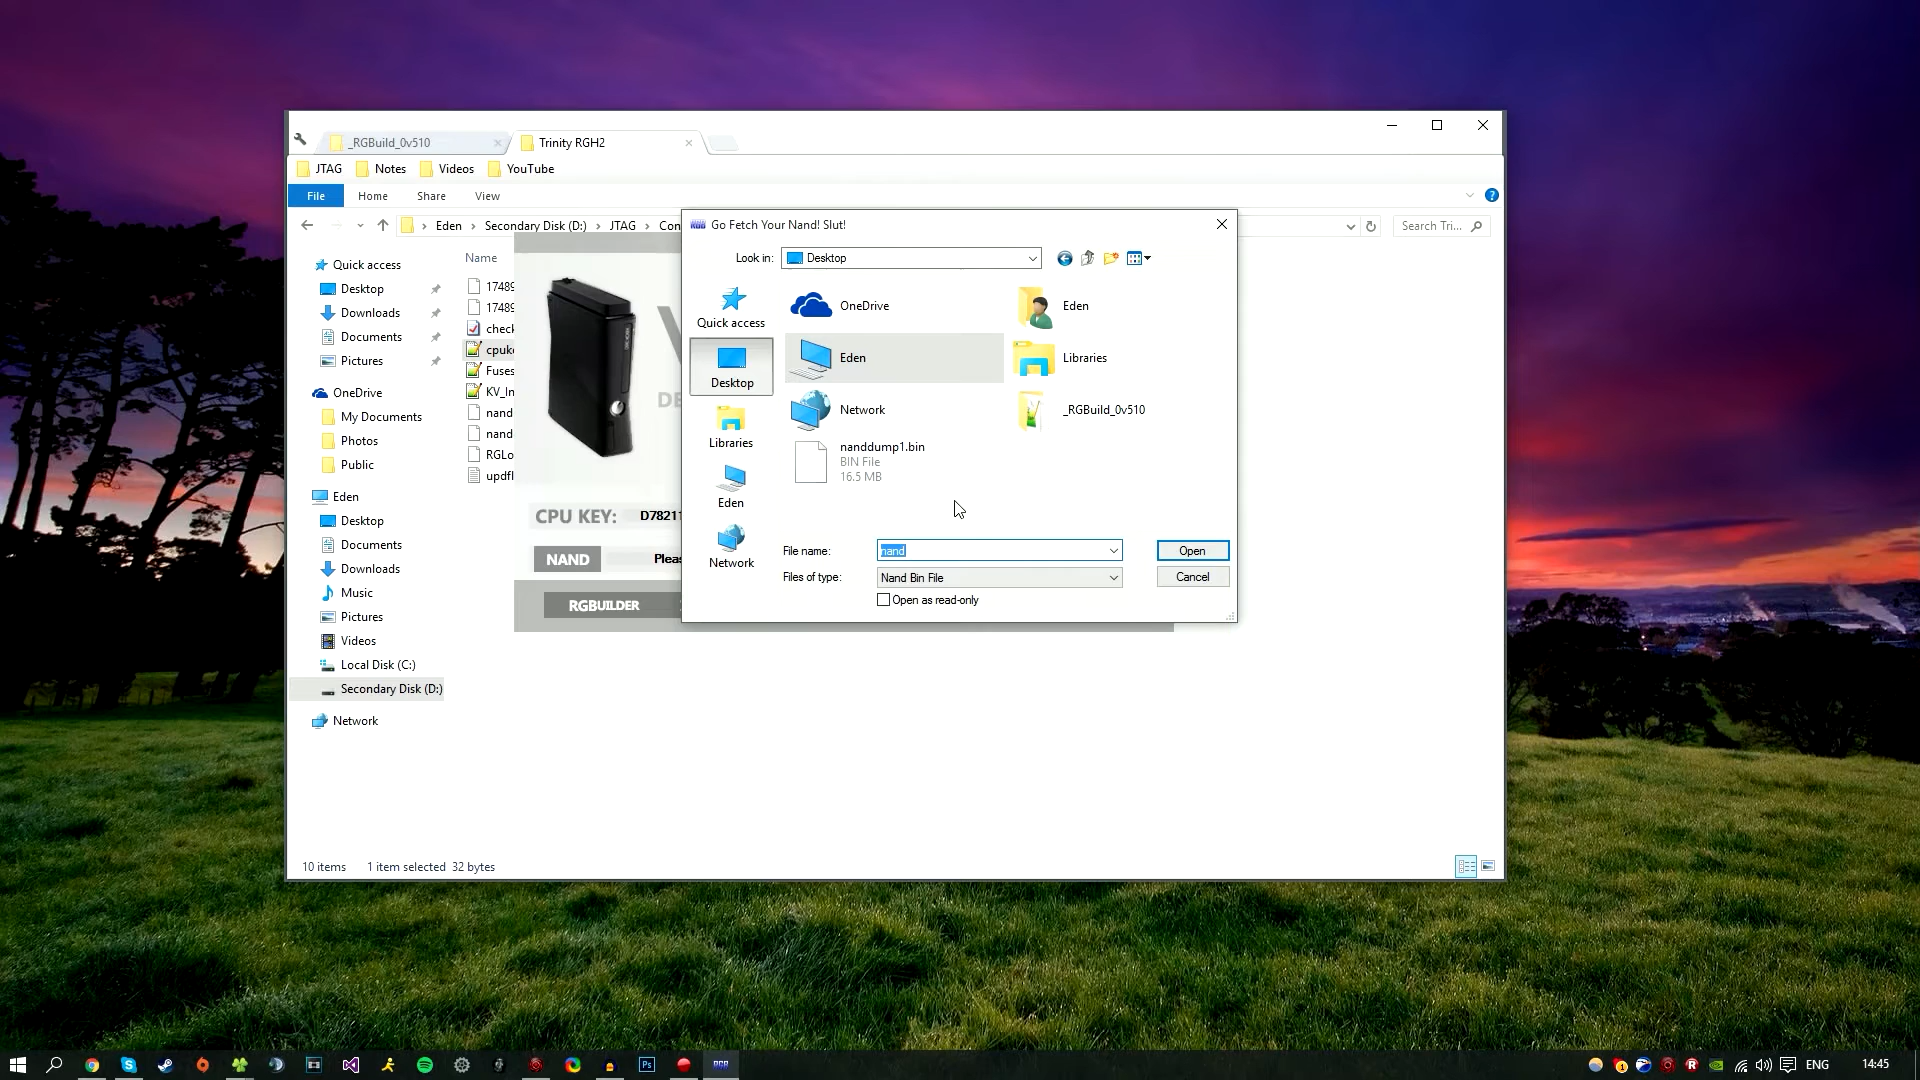 _RGBuild_0v510
Trinity RGH2
JTAG
Notes
Videos
YouTube
File
Home
Share
View
Eden
Secondary Disk (D:)
JTAG
Con
Search Tri...
Quick access
Desktop
Downloads
Documents
Pictures
OneDrive
My Documents
Photos
Public
Eden
Desktop
Documents
Downloads
Music
Pictures
Videos
Local Disk (C:)
Secondary Disk (D:)
Network
Name
17489
17489
check
cpuke
Fuses
KV_In
nand
nand
RGLo
updfl
CPU KEY: D78211
NAND Pleas
RGBUILDER
Go Fetch Your Nand! Slut!
Look in: Desktop
Quick access
Desktop
Libraries
Eden
Network
OneDrive
Eden
Eden
Libraries
Network
_RGBuild_0v510
nanddump1.bin
BIN File
16.5 MB
File name: nand
Open
Files of type: Nand Bin File
Cancel
Open as read-only
10 items 1 item selected 32 bytes
ENG
14:45